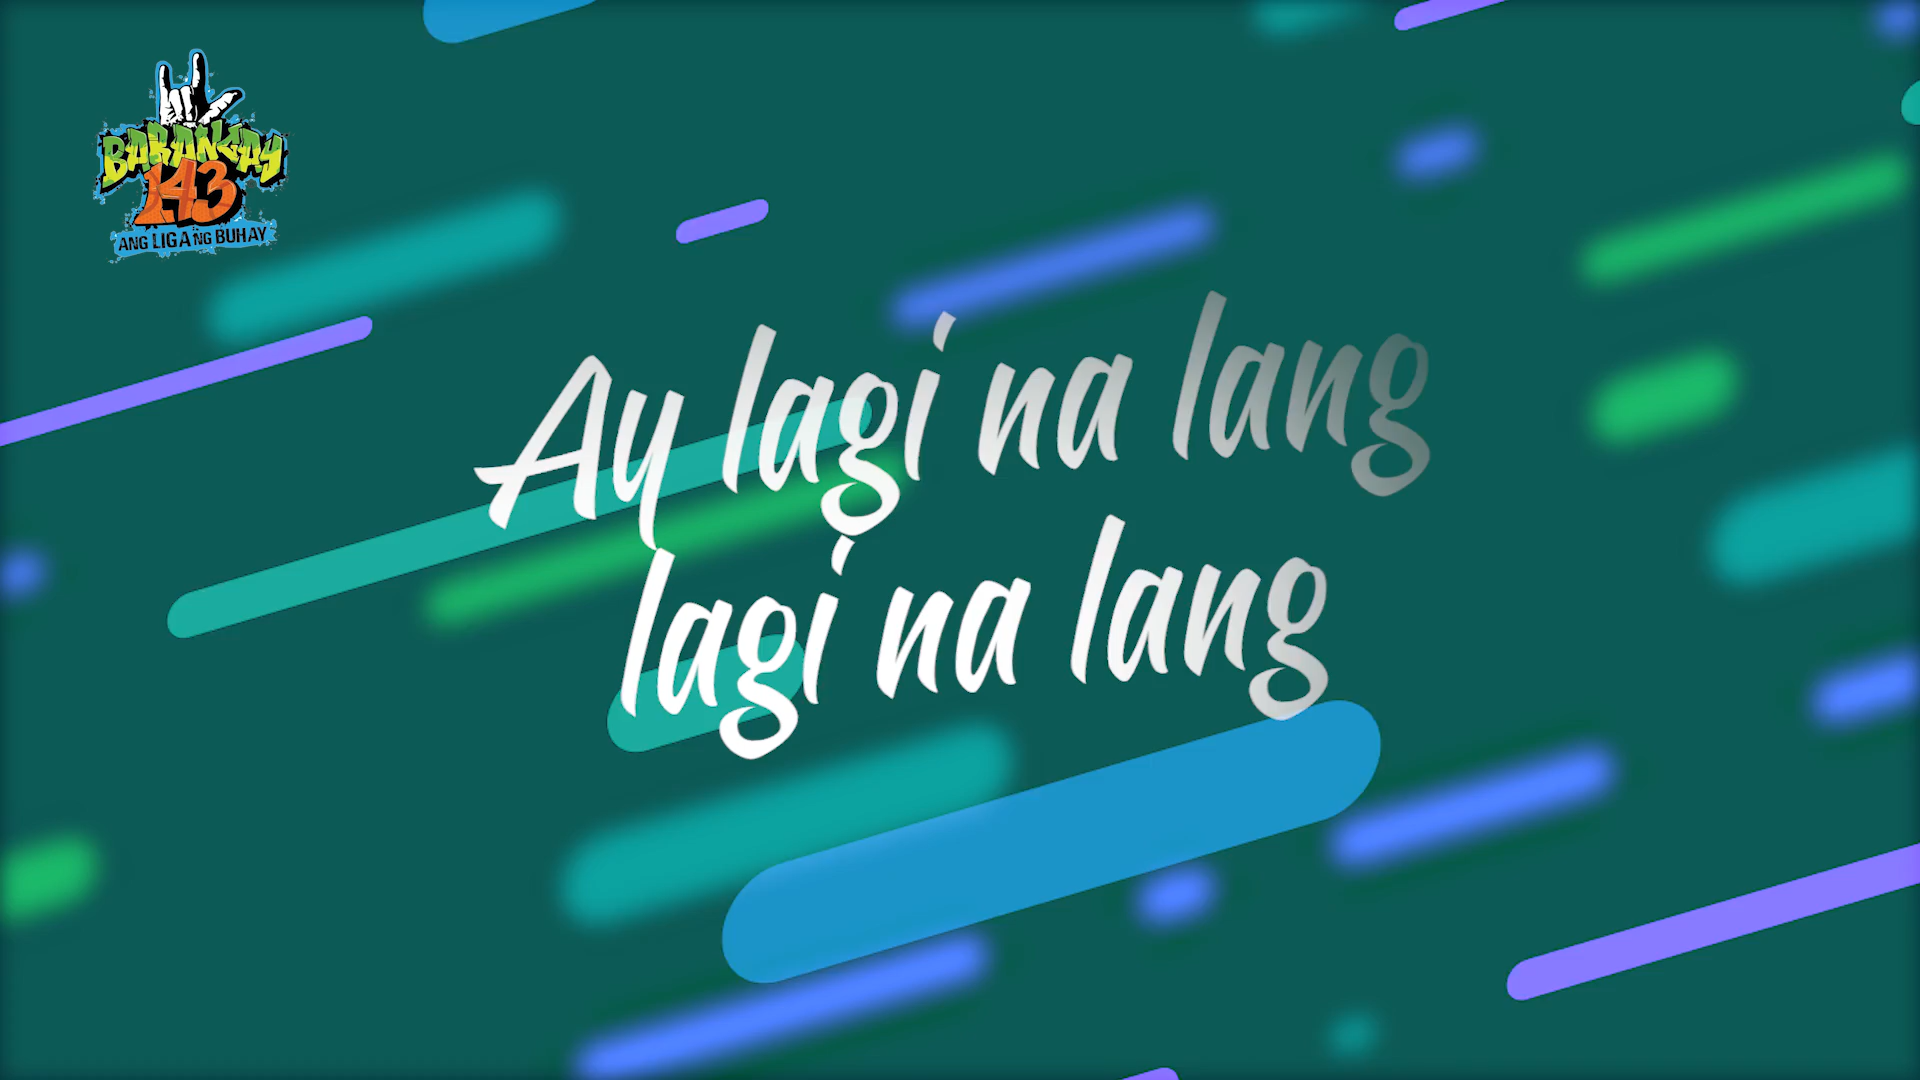 BARANGAY
143
ANG LIGA NG BUHAY
Ay lagi na lang
lagi na lang